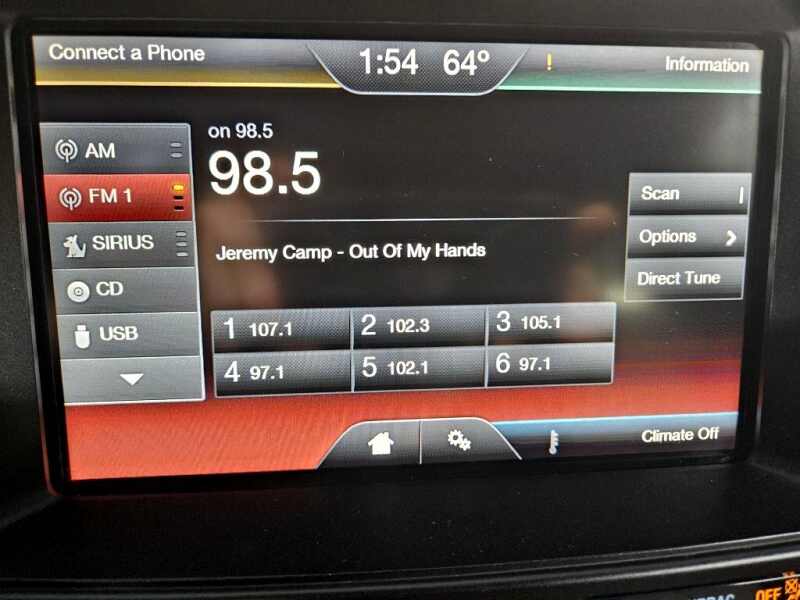 Connect a Phone
1:54 64°
!
Information
on 98.5
98.5
AM
FM 1
SIRIUS
CD
USB
Jeremy Camp - Out Of My Hands
Scan
Options
Direct Tune
1 107.1
2 102.3
3 105.1
4 97.1
5 102.1
6 97.1
Climate Off
OFF